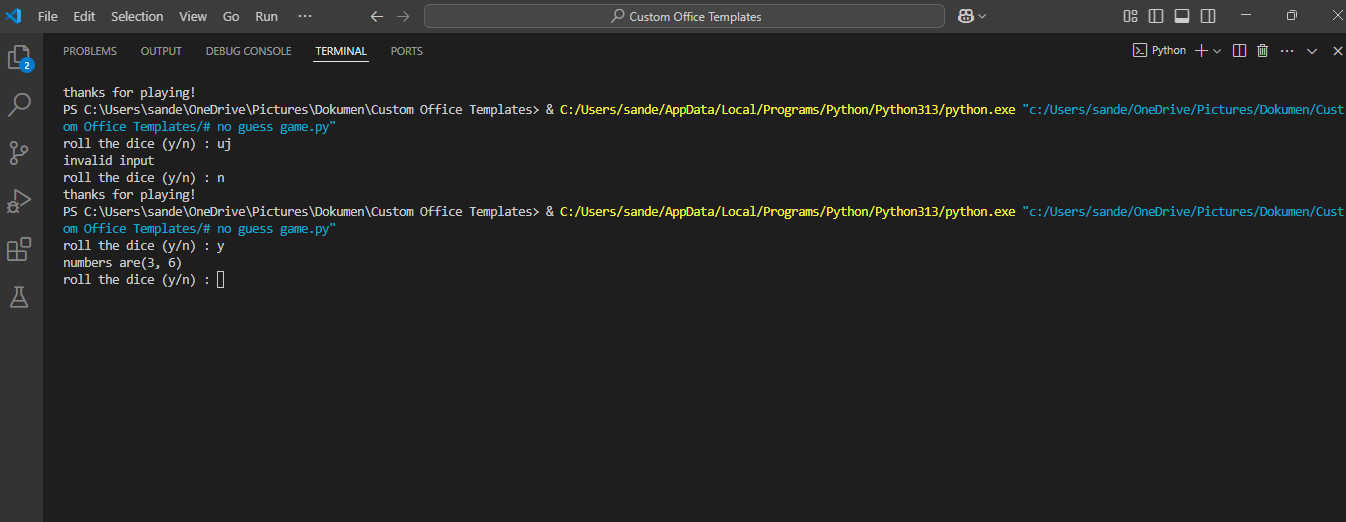 File Edit Selection View Go Run ··· Custom Office Templates
PROBLEMS OUTPUT DEBUG CONSOLE TERMINAL PORTS Python
2
thanks for playing!
PS C:\Users\sande\OneDrive\Pictures\Dokumen\Custom Office Templates> & C:/Users/sande/AppData/Local/Programs/Python/Python313/python.exe "c:/Users/sande/OneDrive/Pictures/Dokumen/Cust
om Office Templates/# no guess game.py"
roll the dice (y/n) : uj
invalid input
roll the dice (y/n) : n
thanks for playing!
PS C:\Users\sande\OneDrive\Pictures\Dokumen\Custom Office Templates> & C:/Users/sande/AppData/Local/Programs/Python/Python313/python.exe "c:/Users/sande/OneDrive/Pictures/Dokumen/Cust
om Office Templates/# no guess game.py"
roll the dice (y/n) : y
numbers are(3, 6)
roll the dice (y/n) :